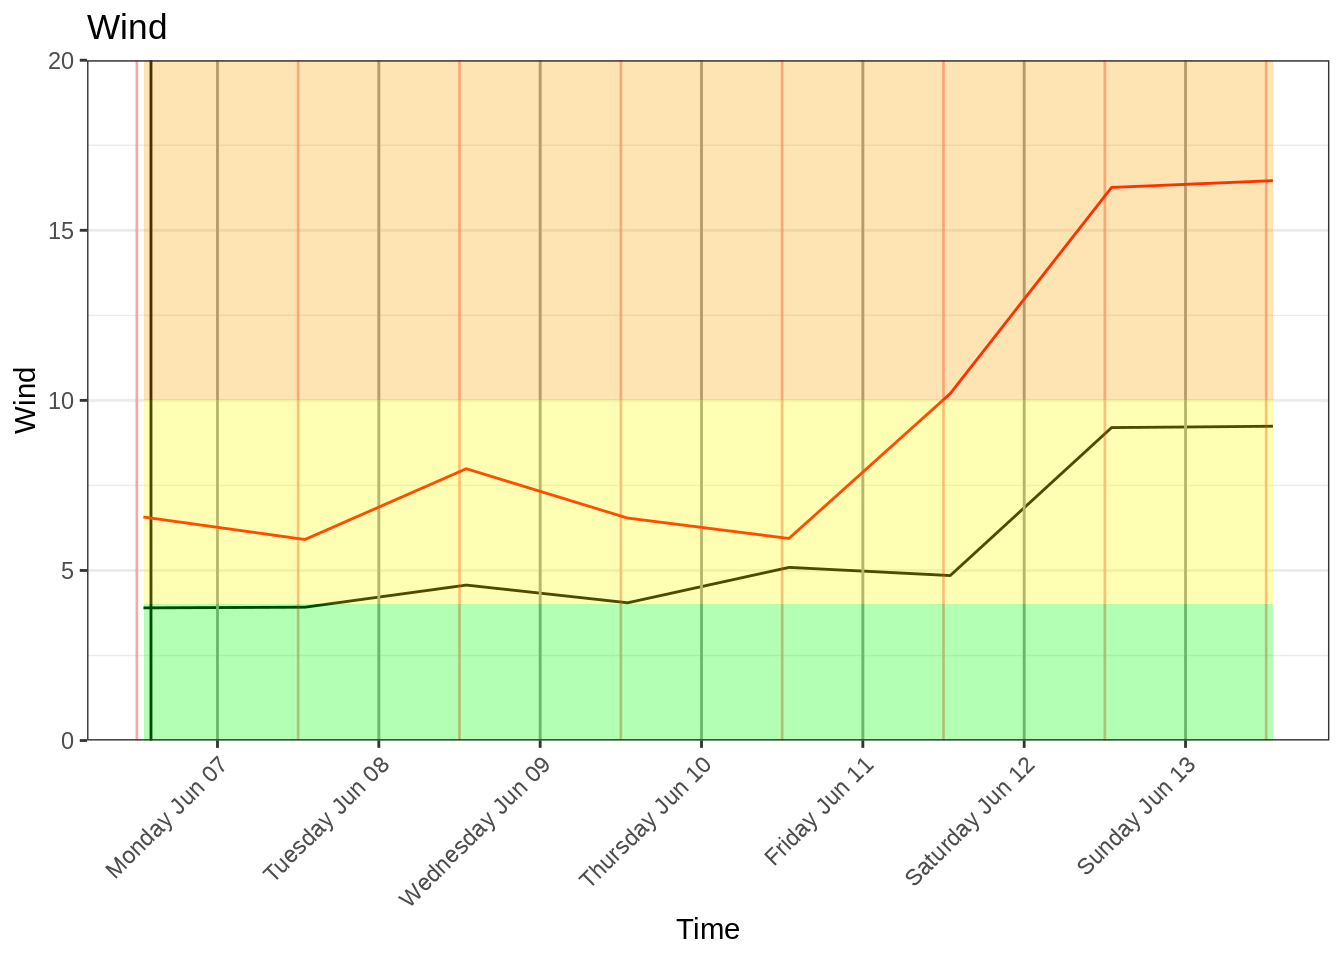 Wind
20
15
10
5
0
Wind
Monday Jun 07
Tuesday Jun 08
Wednesday Jun 09
Thursday Jun 10
Friday Jun 11
Saturday Jun 12
Sunday Jun 13
Time